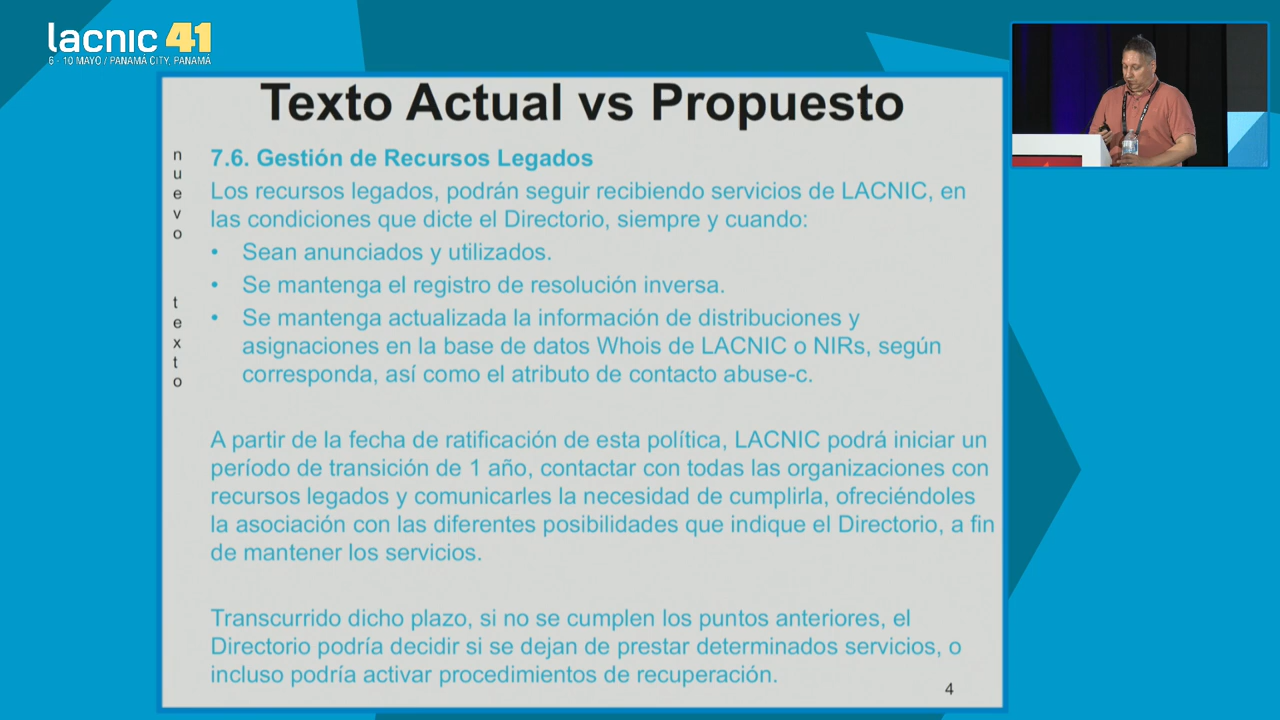 lacnic 41
6 - 10 MAYO / PANAMÁ CITY, PANAMÁ
Texto Actual vs Propuesto
nuevo texto
7.6. Gestión de Recursos Legados
Los recursos legados, podrán seguir recibiendo servicios de LACNIC, en
las condiciones que dicte el Directorio, siempre y cuando:
• Sean anunciados y utilizados.
• Se mantenga el registro de resolución inversa.
• Se mantenga actualizada la información de distribuciones y
asignaciones en la base de datos Whois de LACNIC o NIRs, según
corresponda, así como el atributo de contacto abuse-c.
A partir de la fecha de ratificación de esta política, LACNIC podrá iniciar un
período de transición de 1 año, contactar con todas las organizaciones con
recursos legados y comunicarles la necesidad de cumplirla, ofreciéndoles
la asociación con las diferentes posibilidades que indique el Directorio, a fin
de mantener los servicios.
Transcurrido dicho plazo, si no se cumplen los puntos anteriores, el
Directorio podría decidir si se dejan de prestar determinados servicios, o
incluso podría activar procedimientos de recuperación.
4